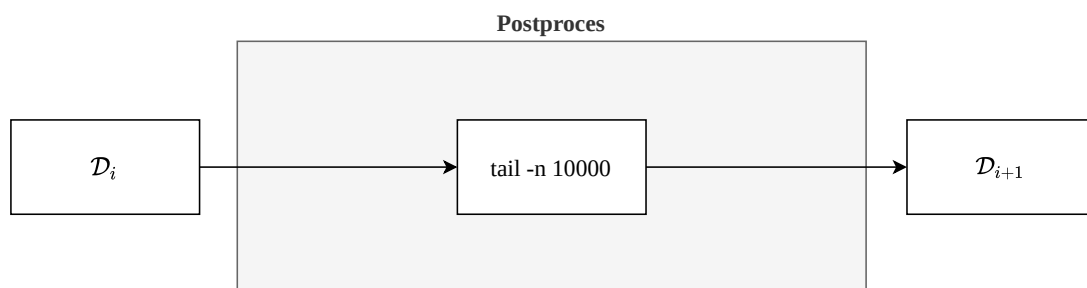 Postproces
𝒟ᵢ
tail -n 10000
𝒟ᵢ₊₁